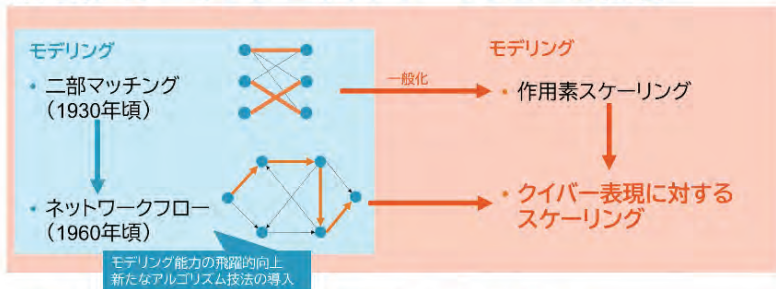 モデリング
・二部マッチング
（1930年頃）
・ネットワークフロー
（1960年頃）
モデリング能力の飛躍的向上
新たなアルゴリズム技法の導入
一般化
モデリング
・作用素スケーリング
・クイバー表現に対する
スケーリング